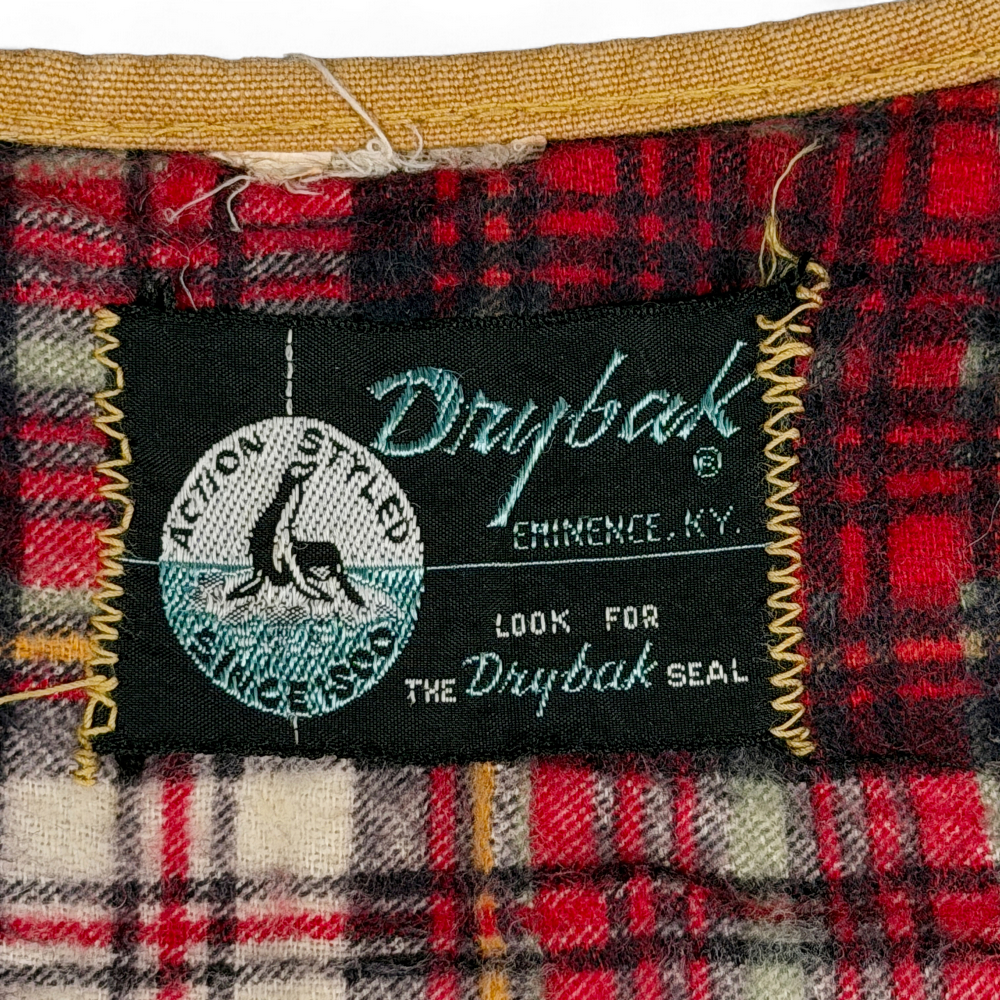 ACTION STYLED
SINCE 1900
Drybak®
EMINENCE, KY.
LOOK FOR
THE Drybak SEAL